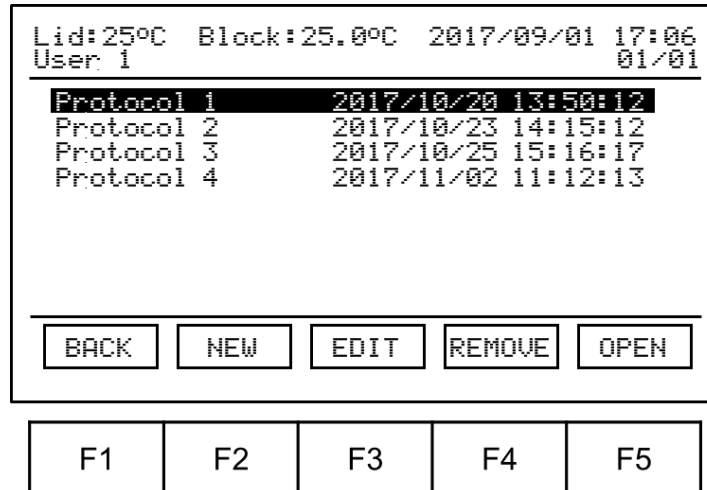 Lid:25ºC Block:25.0ºC 2017/09/01 17:06
User 1 01/01
Protocol 1 2017/10/20 13:50:12
Protocol 2 2017/10/23 14:15:12
Protocol 3 2017/10/25 15:16:17
Protocol 4 2017/11/02 11:12:13
BACK NEW EDIT REMOVE OPEN
F1 F2 F3 F4 F5